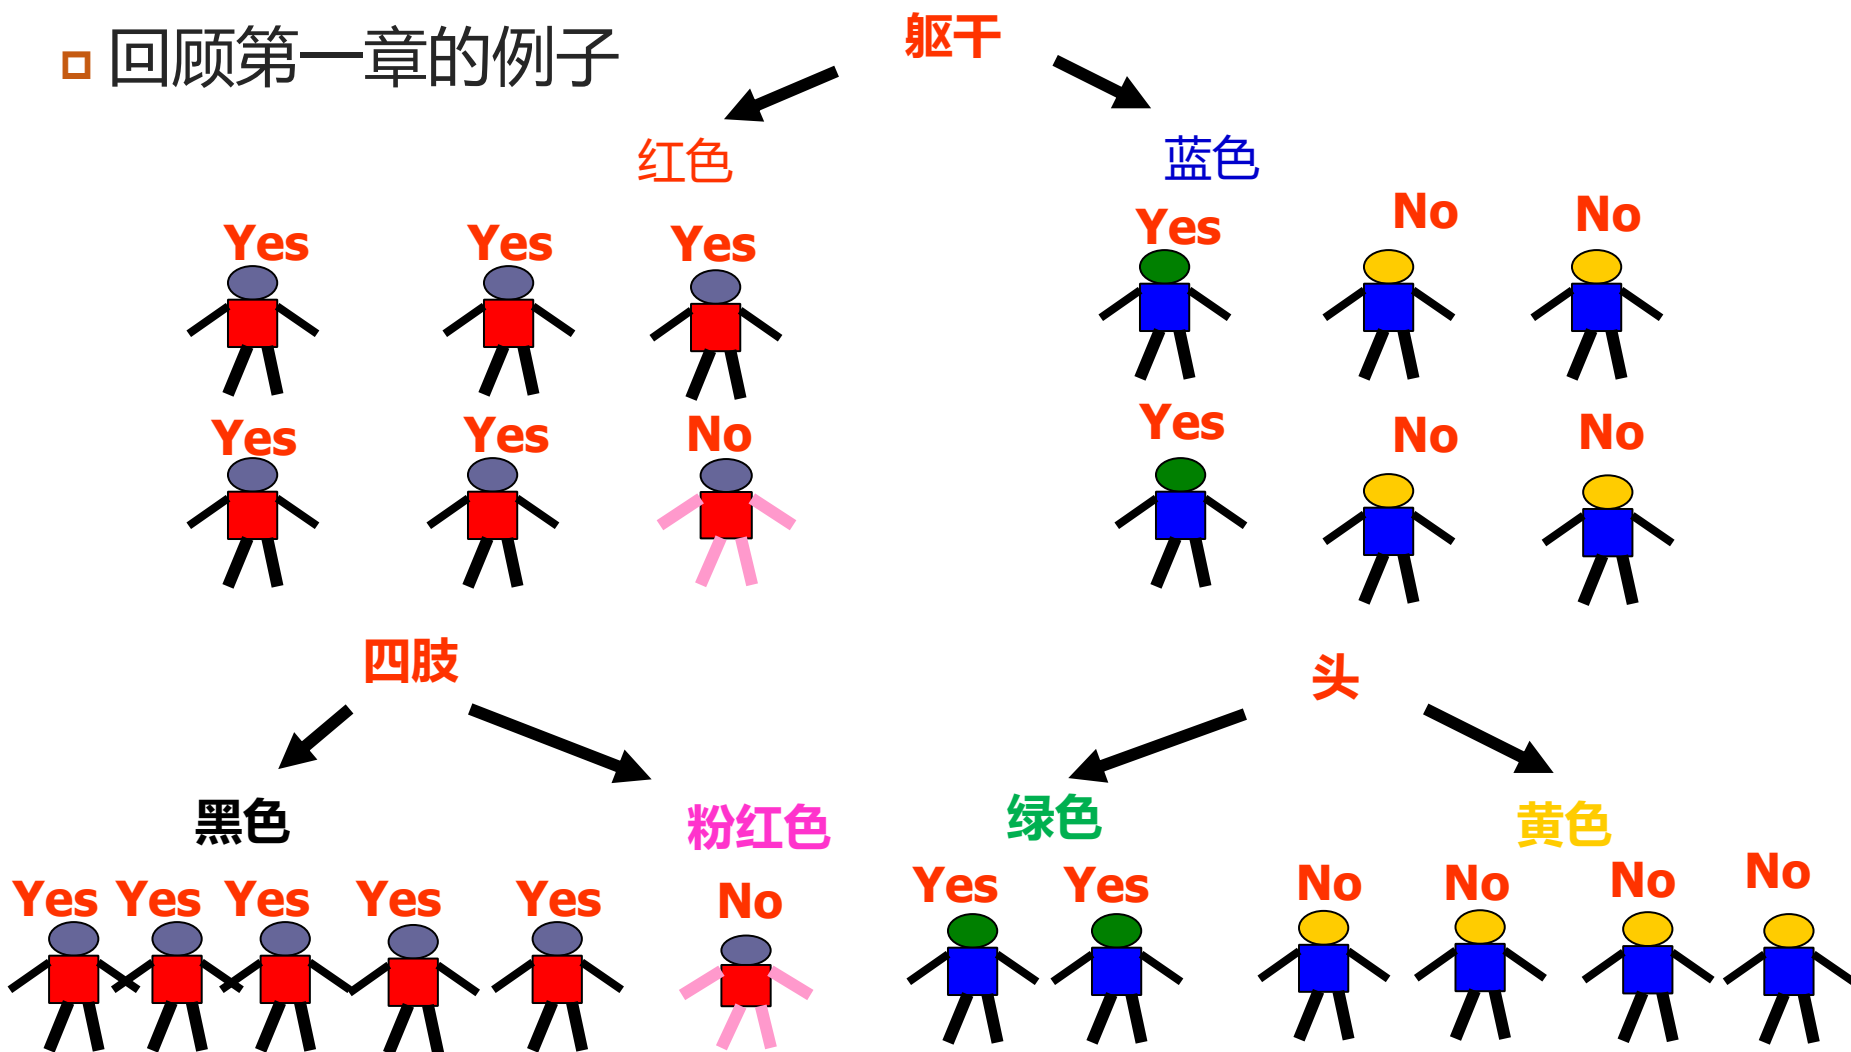 回顾第一章的例子
躯干
红色
蓝色
Yes Yes Yes
Yes No No
Yes Yes No
Yes No No
四肢
头
黑色
粉红色
绿色
黄色
Yes Yes Yes Yes Yes No
Yes Yes No No No No